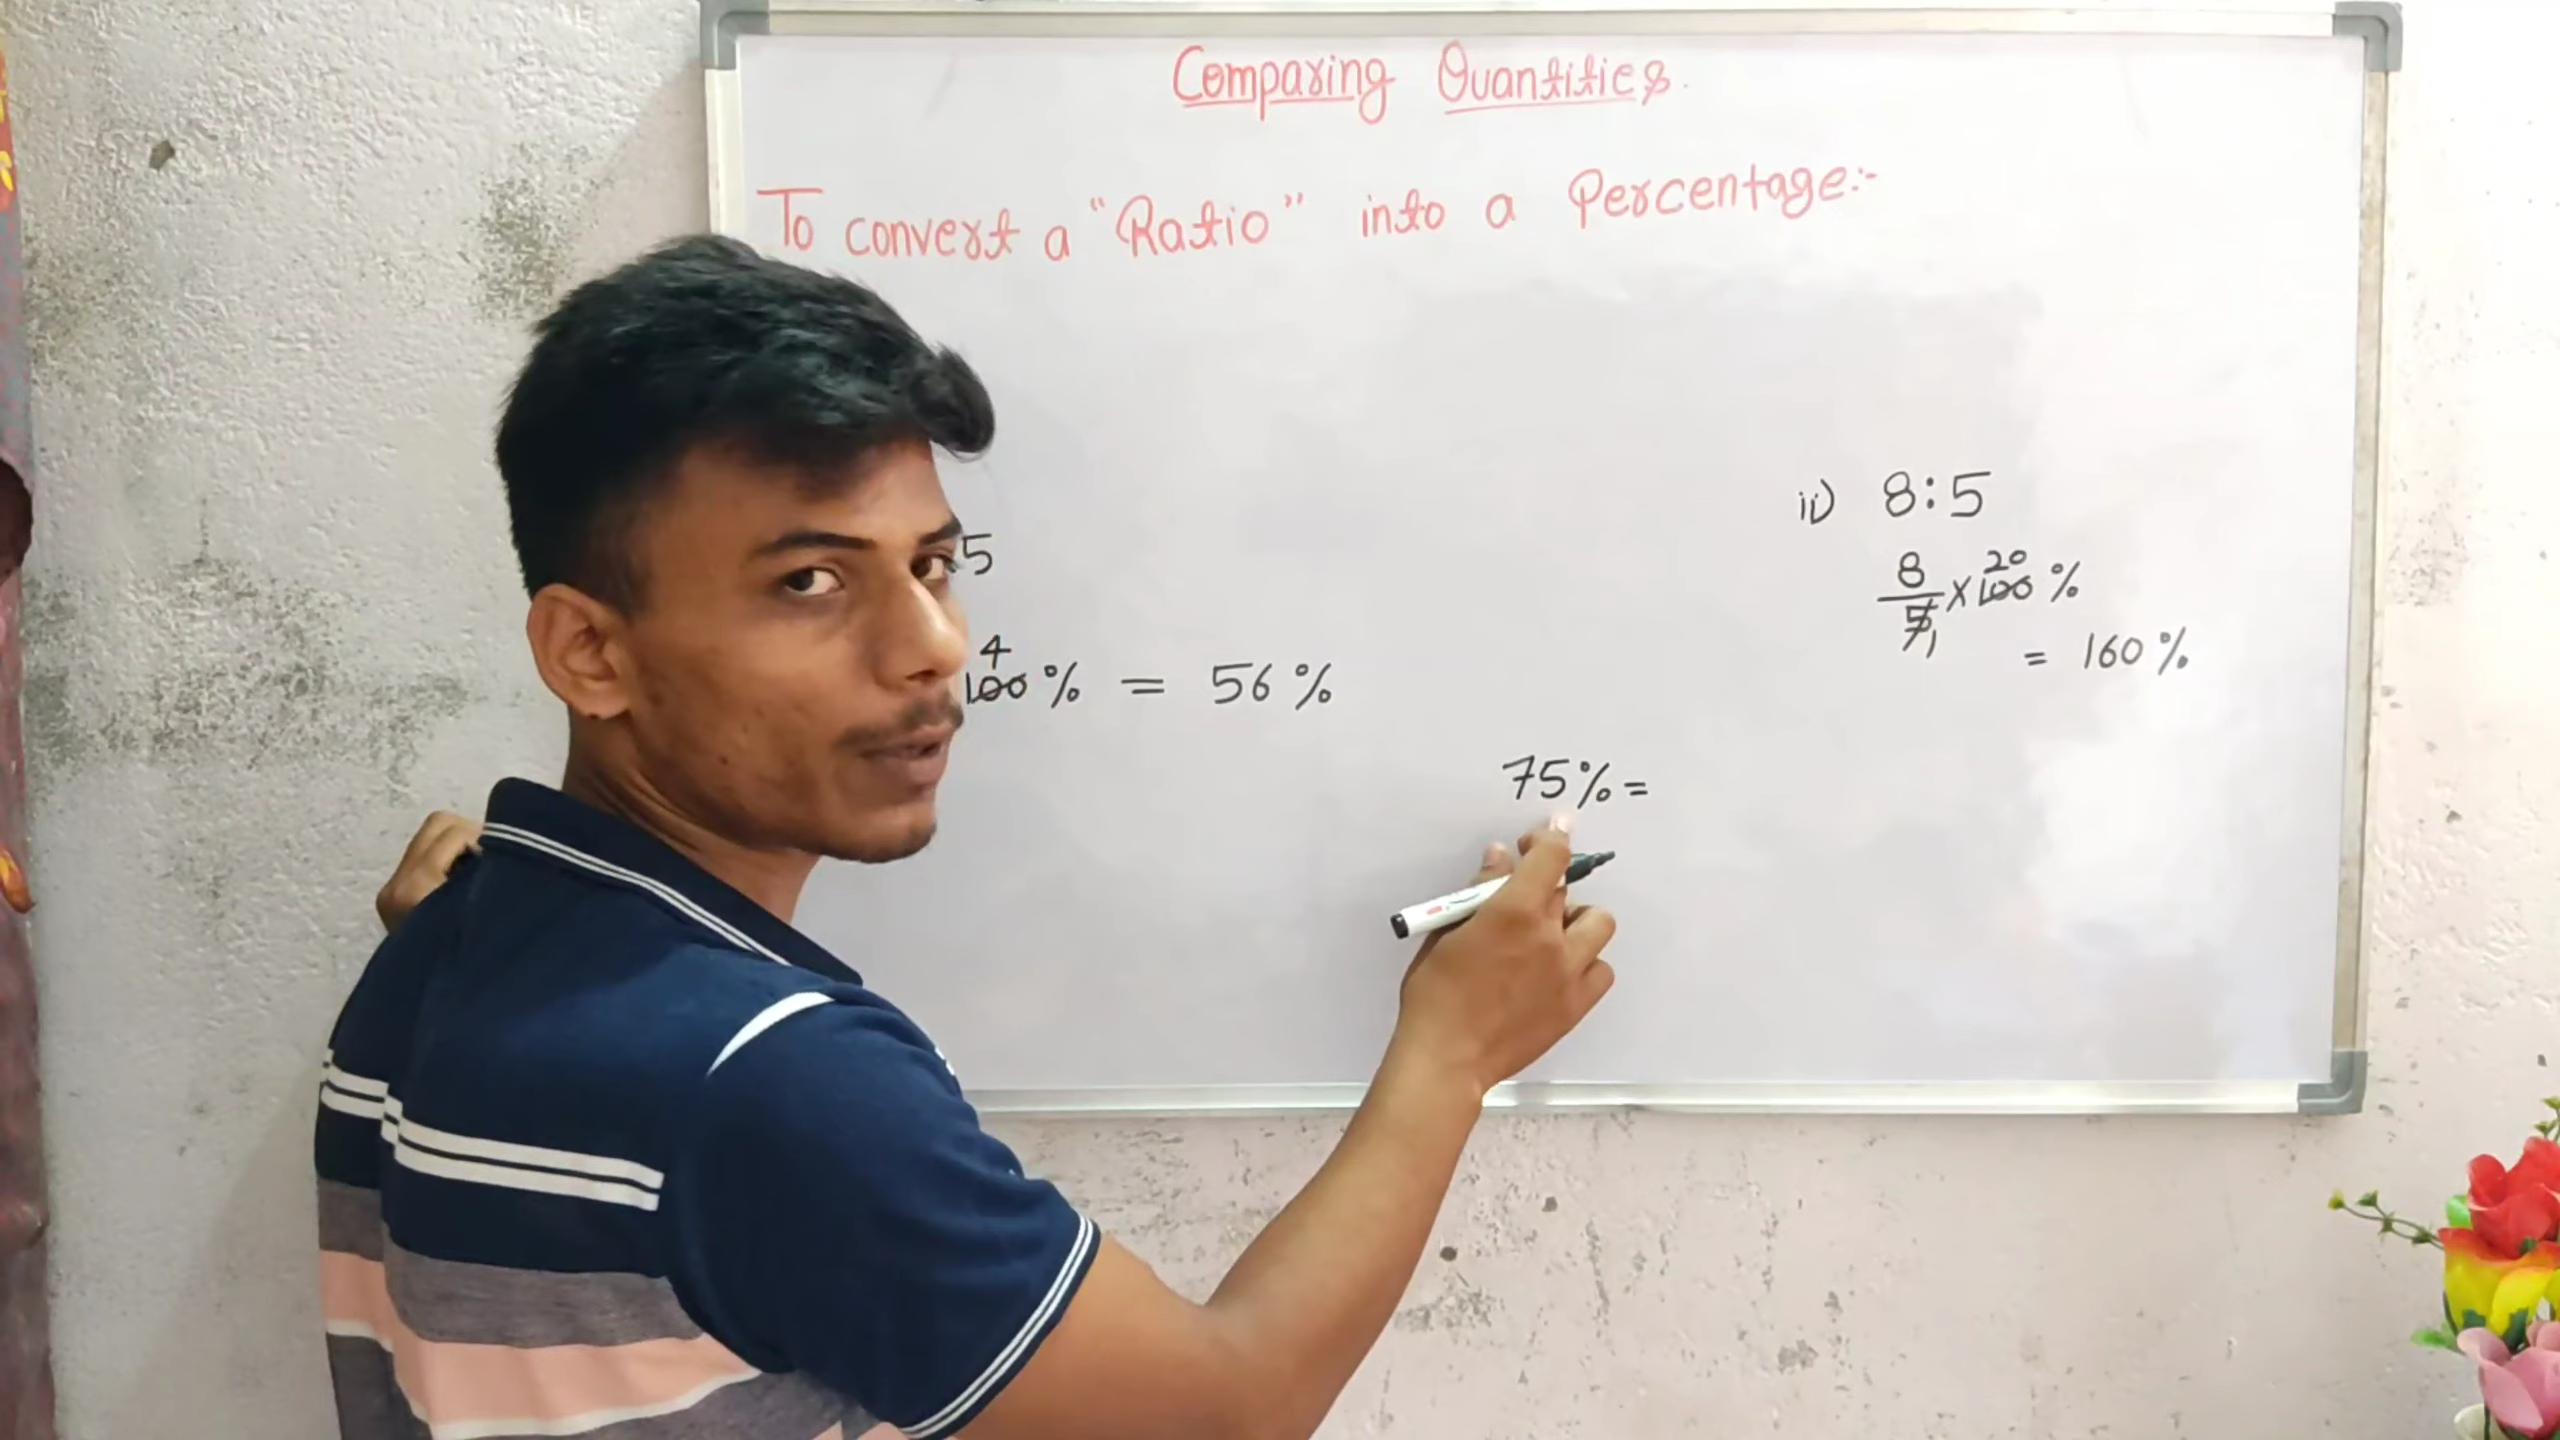 Comparing Quantities.
To convert a "Ratio" into a Percentage:-
5
4
100% = 56%
ii) 8:5
8 20
5 1 × 100 %
= 160%
75% =